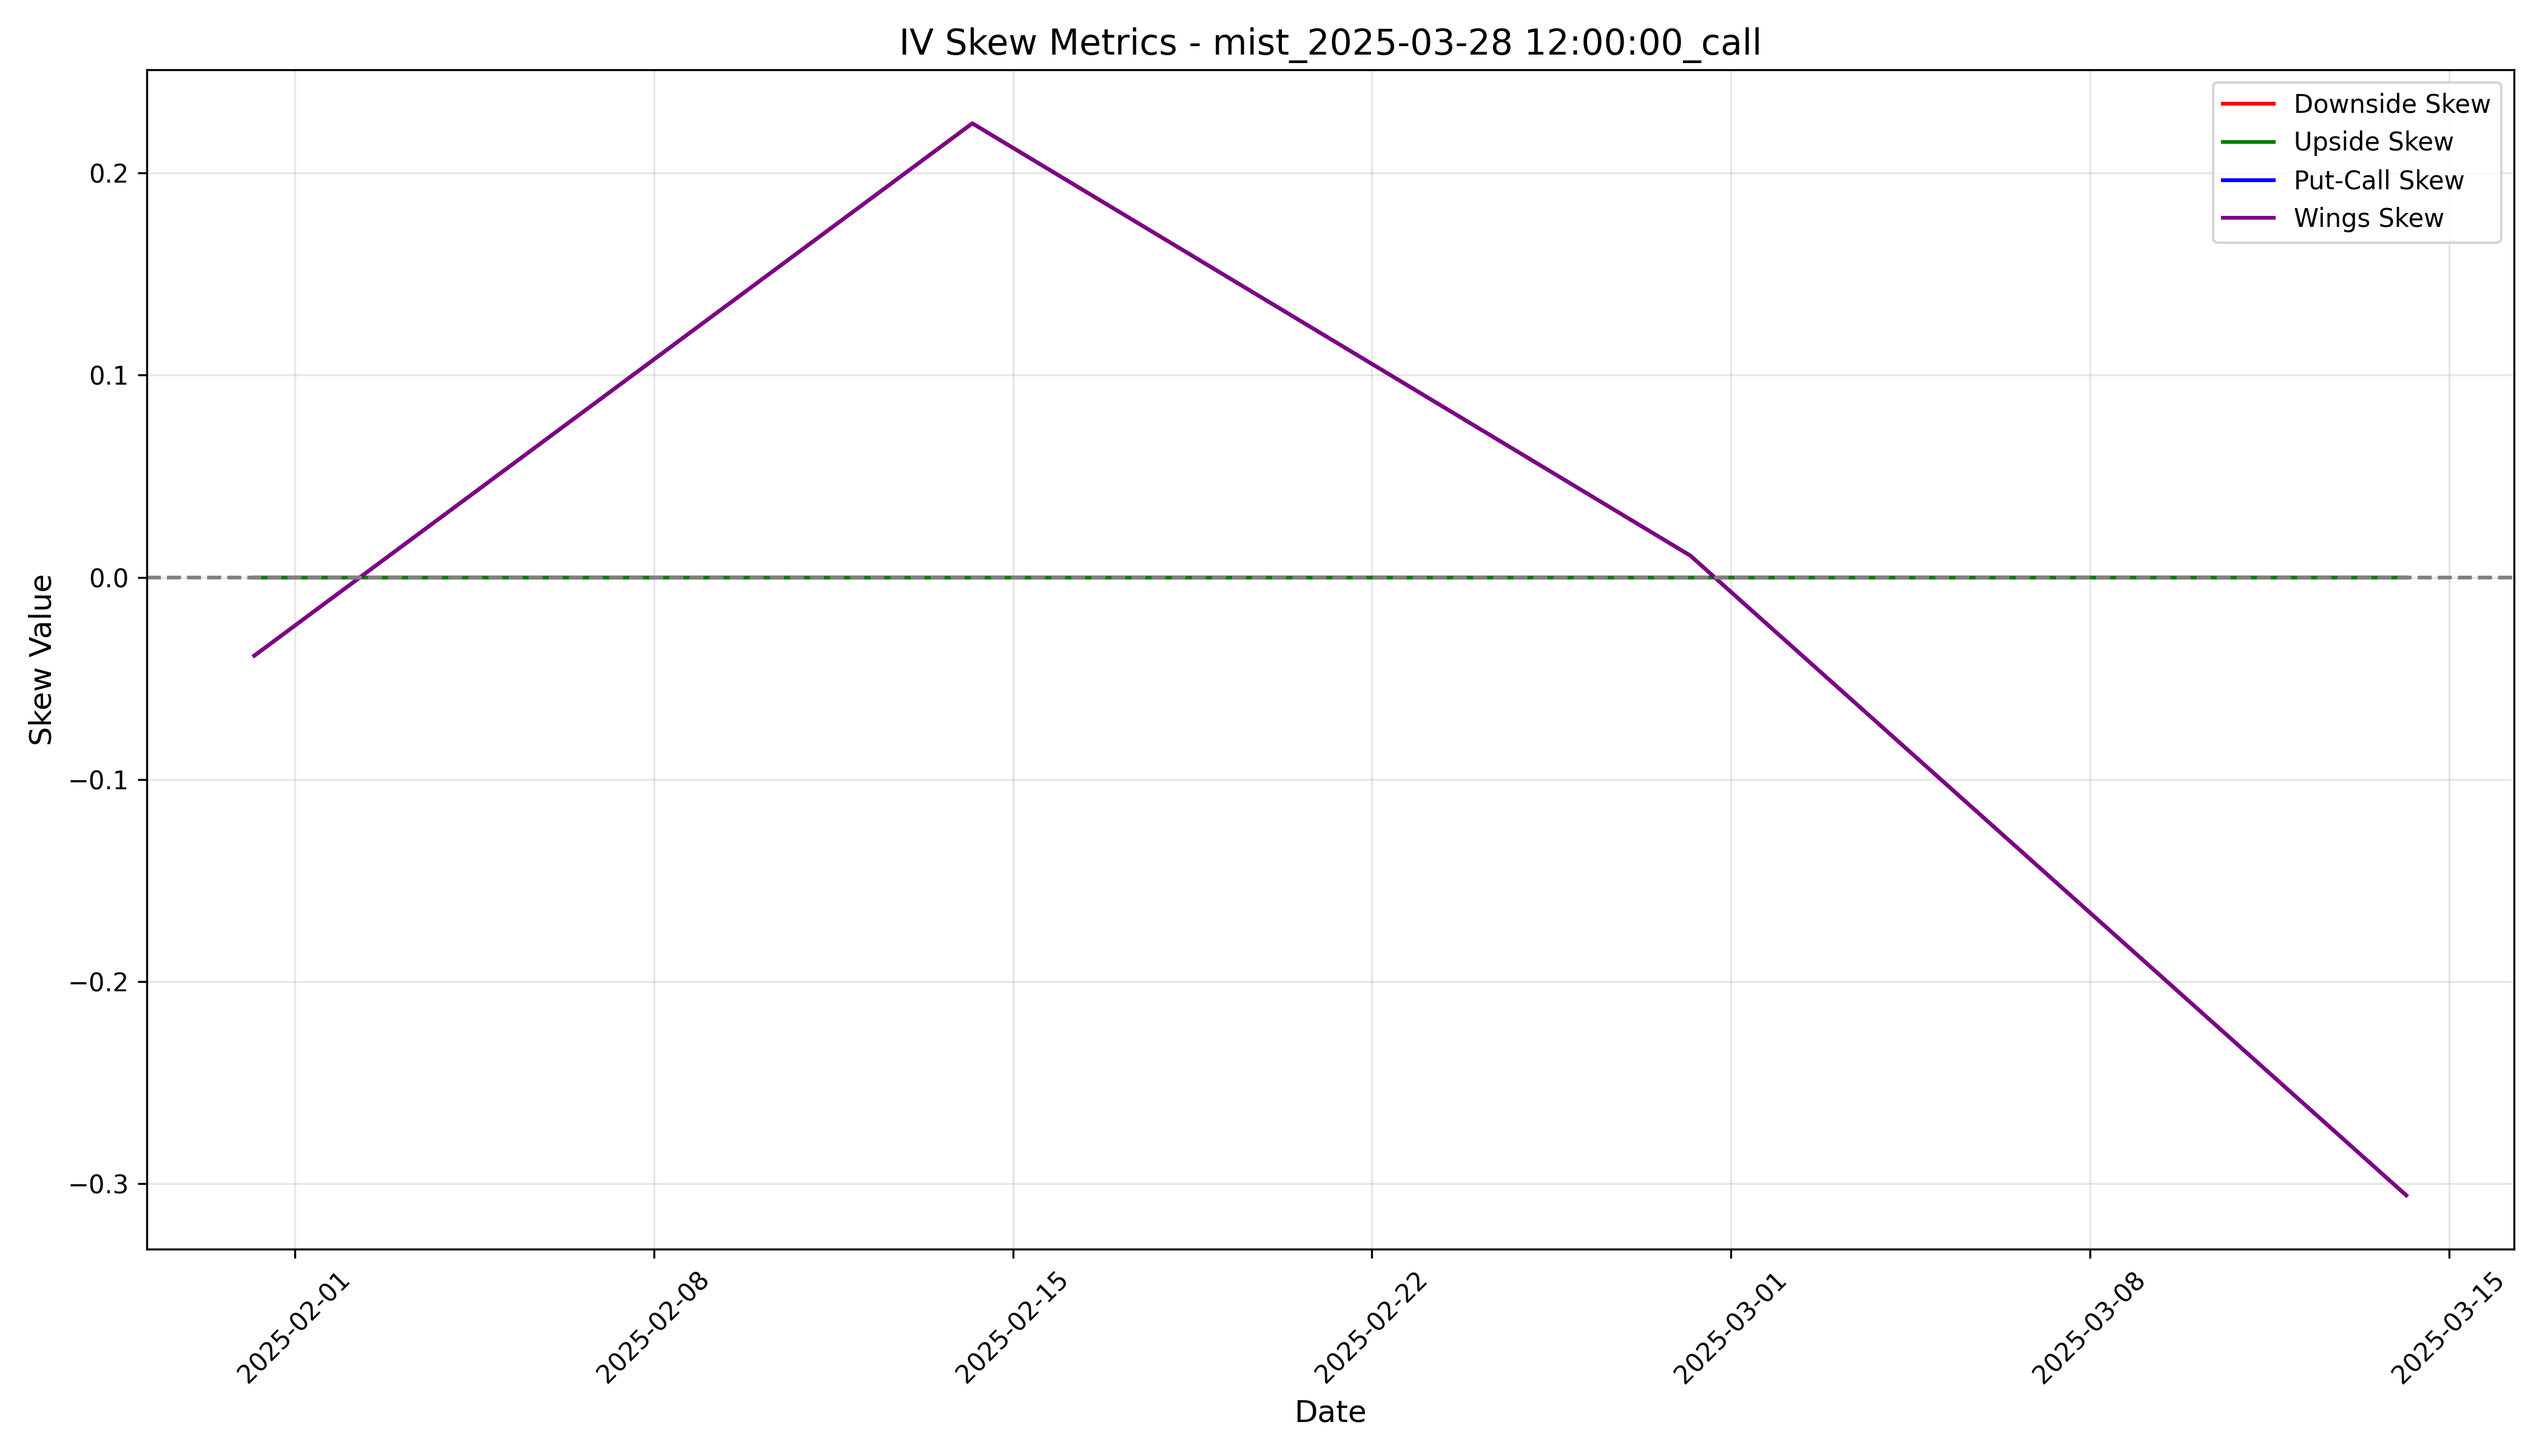 IV Skew Metrics - mist_2025-03-28 12:00:00_call
Downside Skew
Upside Skew
Put-Call Skew
Wings Skew
0.2
0.1
0.0
−0.1
−0.2
−0.3
Skew Value
2025-02-01
2025-02-08
2025-02-15
2025-02-22
2025-03-01
2025-03-08
2025-03-15
Date